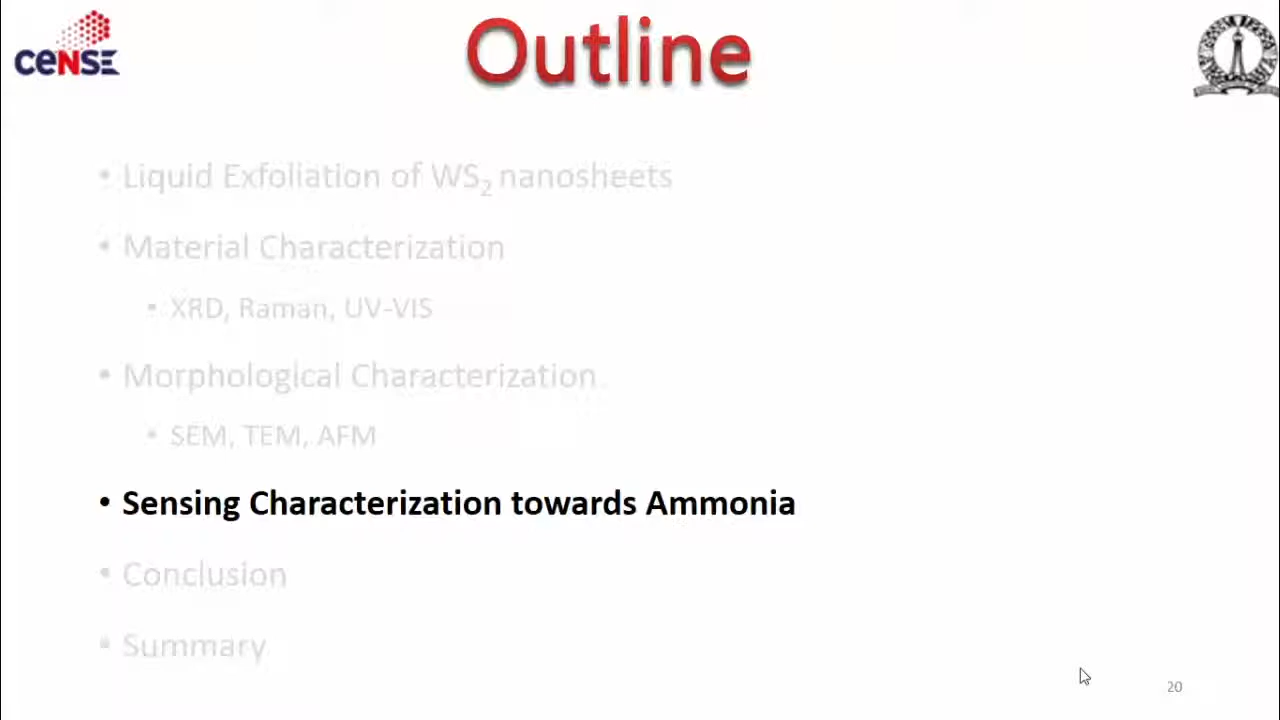 CeNSE
Outline
• Liquid Exfoliation of WS₂ nanosheets
• Material Characterization
• XRD, Raman, UV-VIS
• Morphological Characterization
• SEM, TEM, AFM
• Sensing Characterization towards Ammonia
• Conclusion
• Summary
20